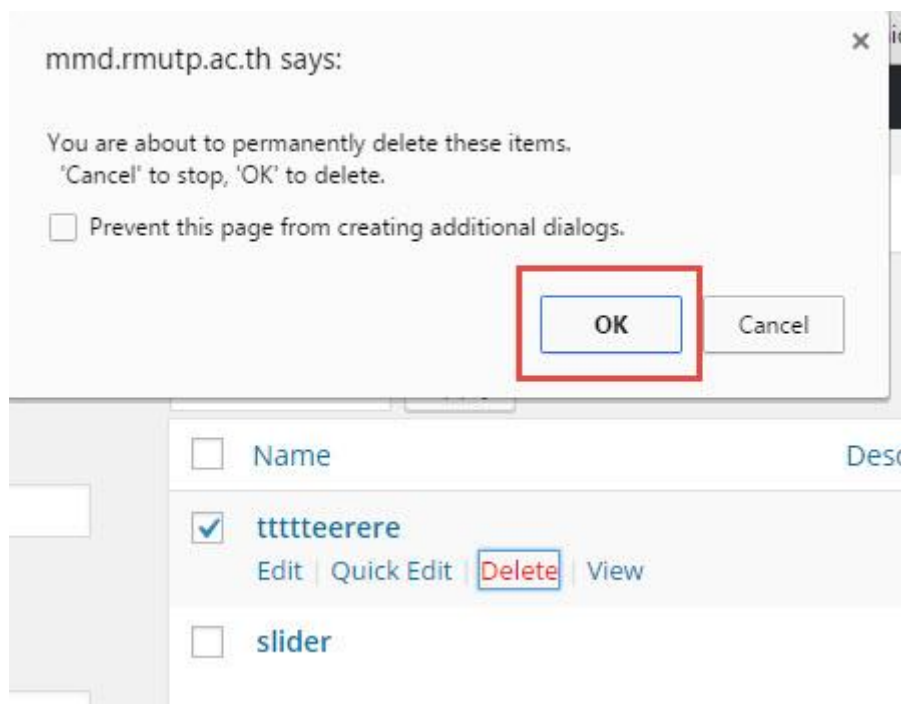 mmd.rmutp.ac.th says:
You are about to permanently delete these items.
'Cancel' to stop, 'OK' to delete.
Prevent this page from creating additional dialogs.
OK Cancel
Name
ttttteerere
Edit | Quick Edit | Delete | View
slider